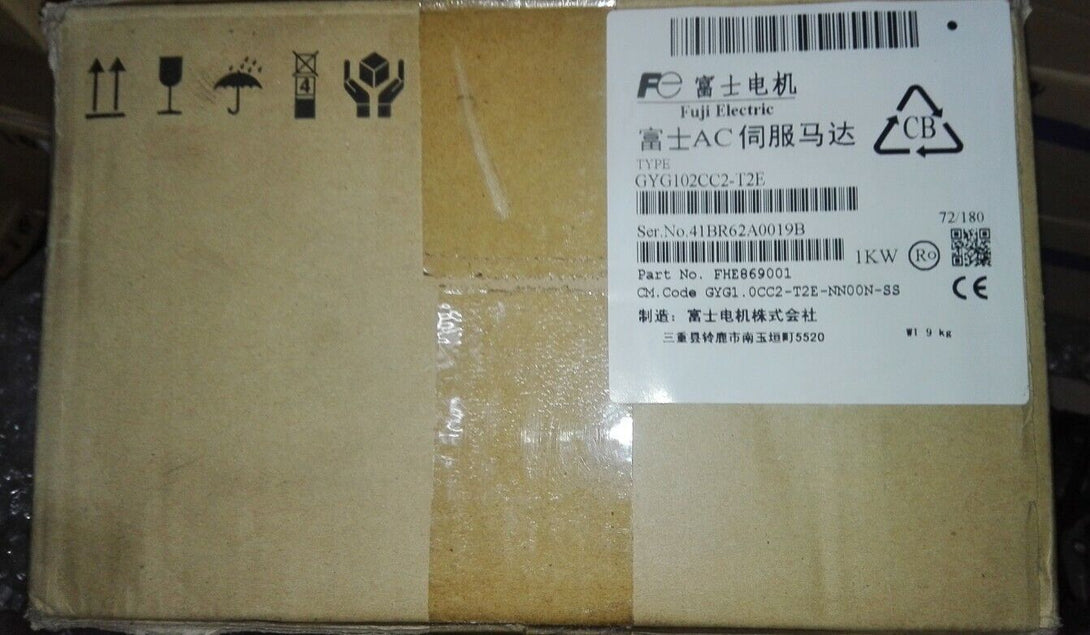 4
Fe 富士电机
Fuji Electric
富士AC 伺服马达
CB
TYPE
GYG102CC2-T2E
72/180
Ser.No.41BR62A0019B
1KW Ro
Part No. FHE869001
CM.Code GYG1.0CC2-T2E-NN00N-SS
CE
制造：富士电机株式会社
三重县铃鹿市南玉垣町5520
Wt 9 kg